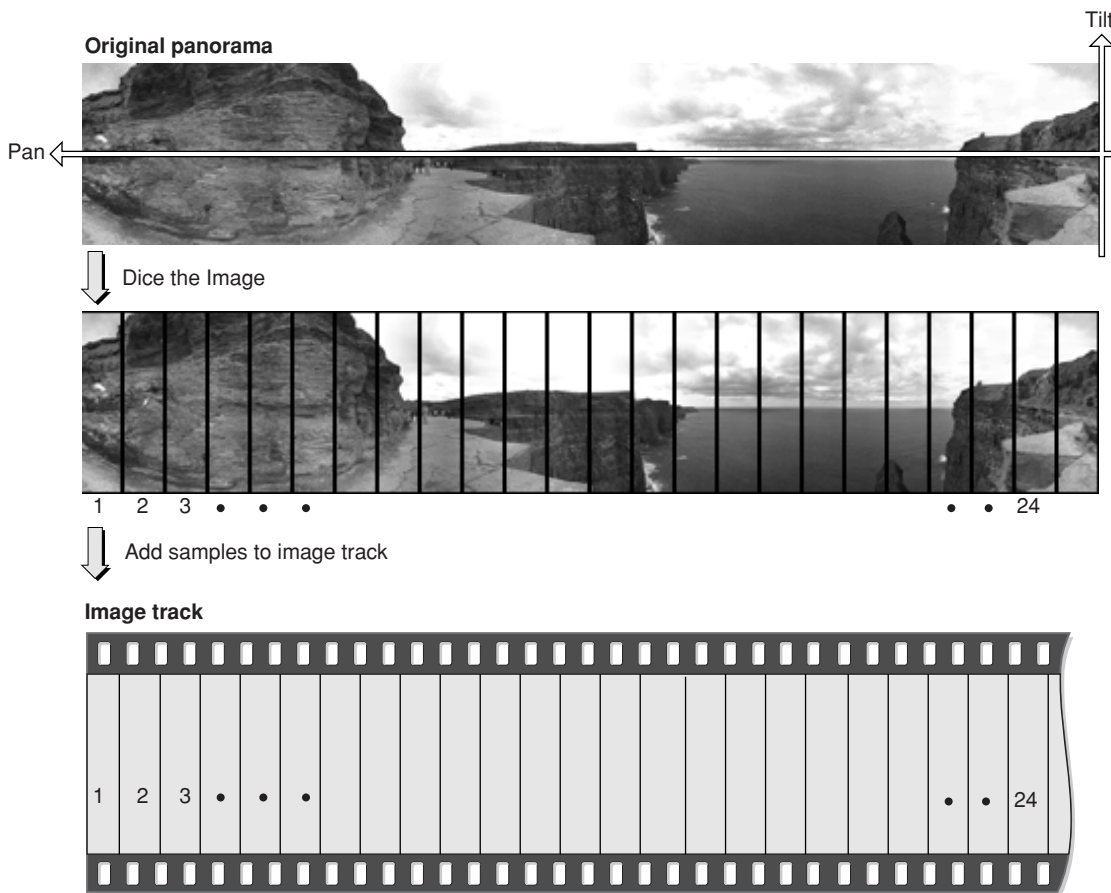 Tilt
Original panorama
Pan
Dice the Image
1 2 3 • • • • • 24
Add samples to image track
Image track
1 2 3 • • • • • 24